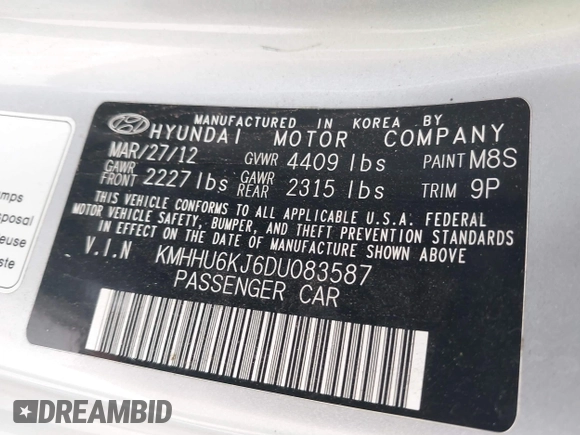 MANUFACTURED IN KOREA BY
HYUNDAI MOTOR COMPANY
MAR/27/12 GVWR 4409 lbs PAINT M8S
GAWR FRONT 2227 lbs GAWR REAR 2315 lbs TRIM 9P
THIS VEHICLE CONFORMS TO ALL APPLICABLE U.S.A. FEDERAL
MOTOR VEHICLE SAFETY, BUMPER, AND THEFT PREVENTION STANDARDS
IN EFFECT ON THE DATE OF MANUFACTURE SHOWN ABOVE.
V.I.N KMHHU6KJ6DU083587
PASSENGER CAR
DREAMBID